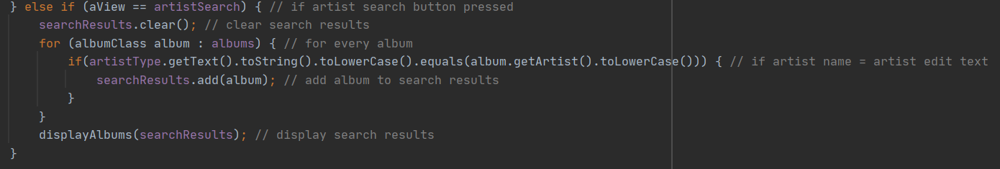 } else if (aView == artistSearch) { // if artist search button pressed
searchResults.clear(); // clear search results
for (albumClass album : albums) { // for every album
if(artistType.getText().toString().toLowerCase().equals(album.getArtist().toLowerCase())) { // if artist name = artist edit text
searchResults.add(album); // add album to search results
}
}
displayAlbums(searchResults); // display search results
}